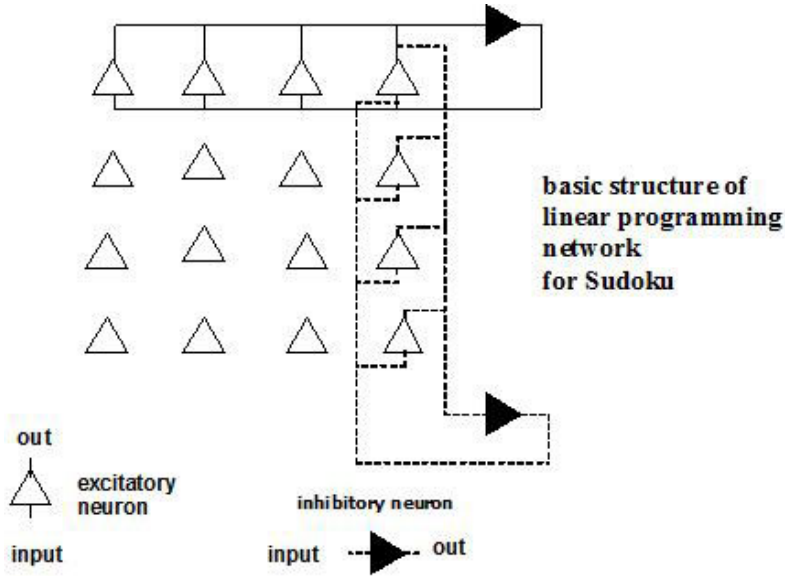 basic structure of
linear programming
network
for Sudoku
out
excitatory
neuron
input
inhibitory neuron
input
out